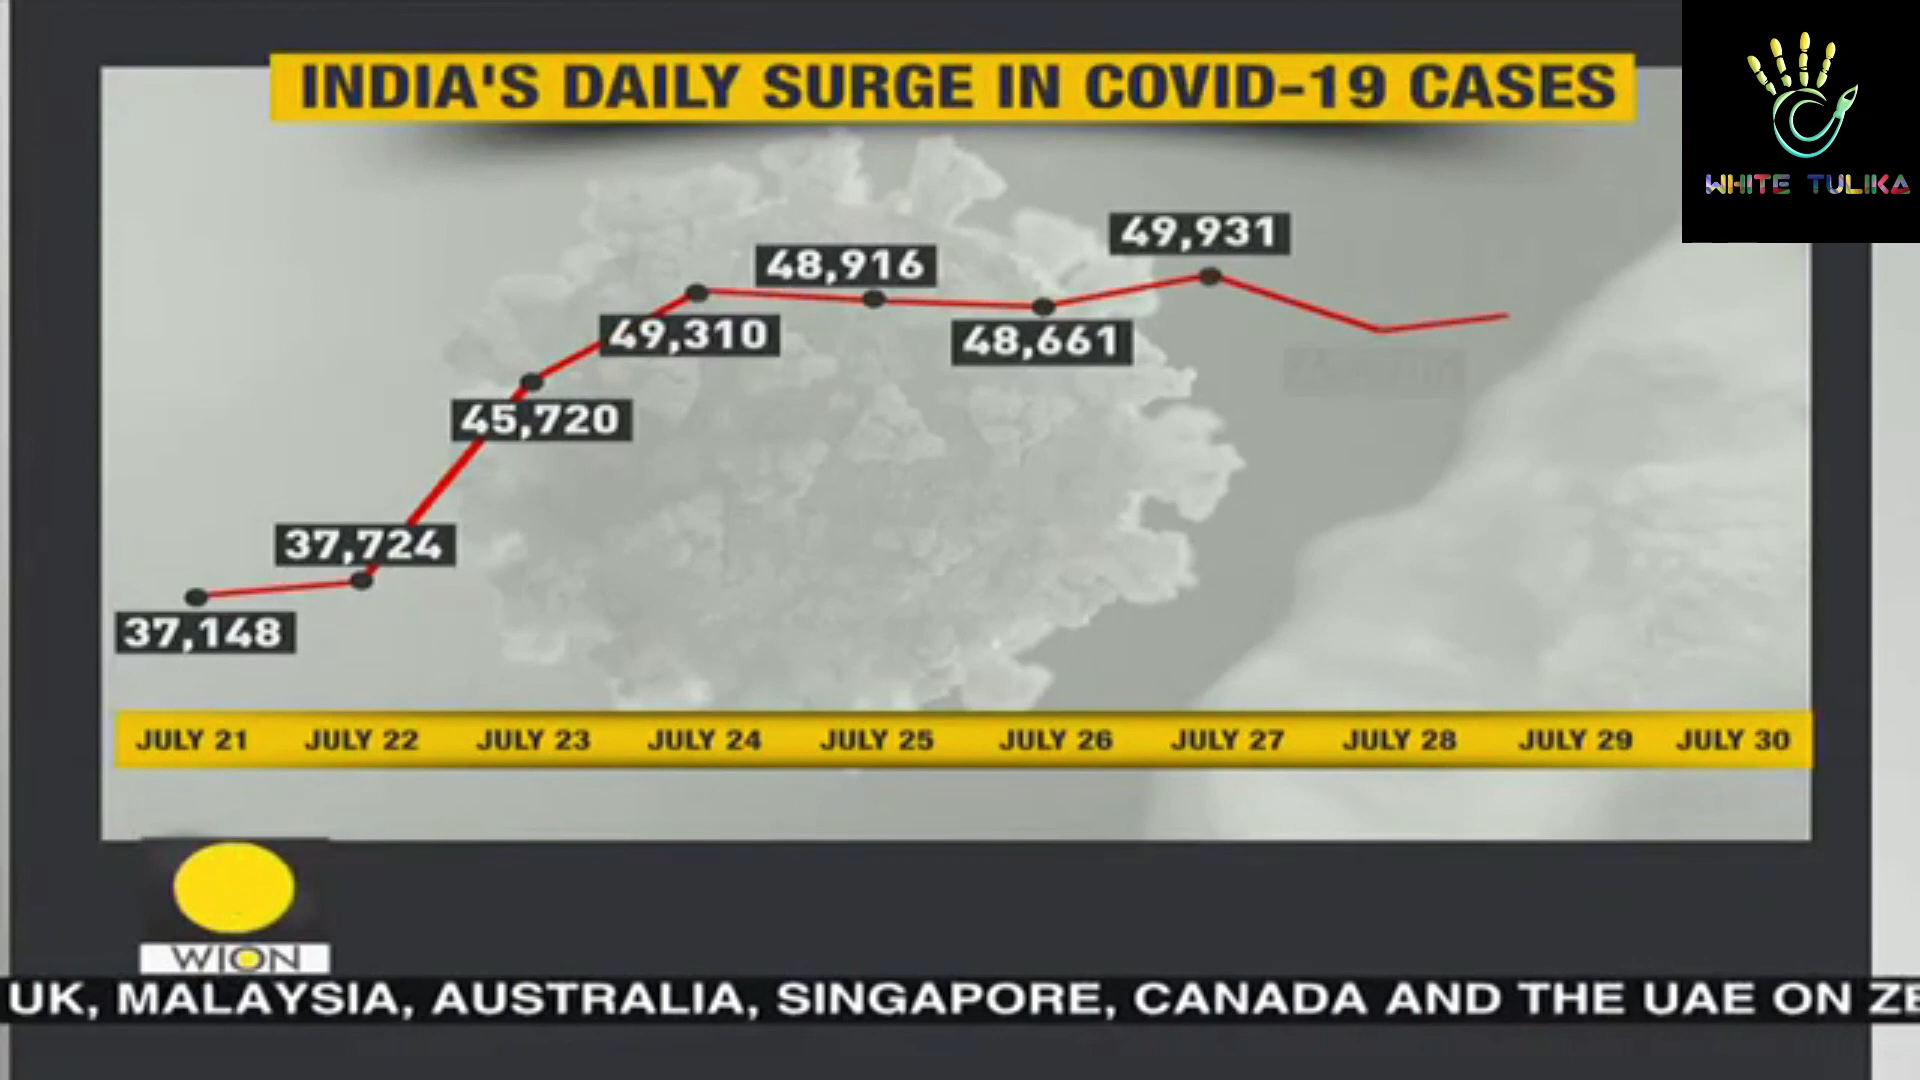 INDIA'S DAILY SURGE IN COVID-19 CASES
WHITE TULIKA
49,931
48,916
49,310
48,661
45,720
37,724
37,148
JULY 21 JULY 22 JULY 23 JULY 24 JULY 25 JULY 26 JULY 27 JULY 28 JULY 29 JULY 30
WION
UK, MALAYSIA, AUSTRALIA, SINGAPORE, CANADA AND THE UAE ON ZE